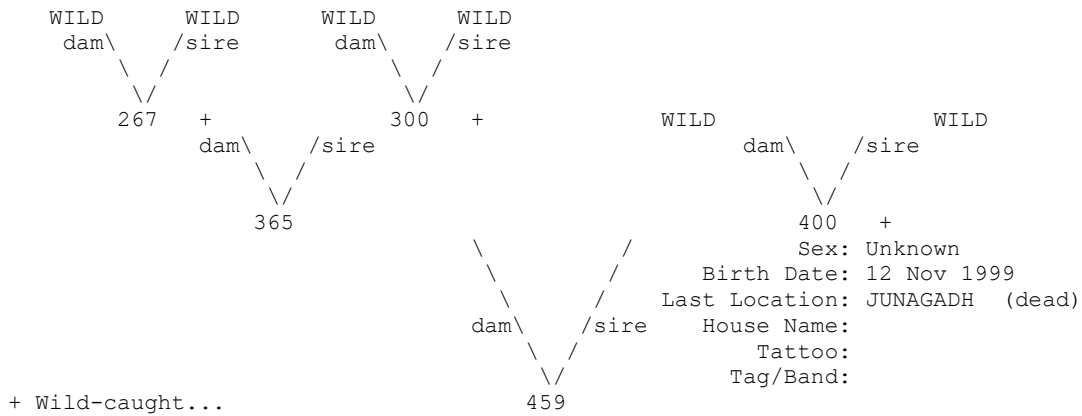 WILD WILD WILD WILD
dam\ /sire dam\ /sire
\ / \ /
\/ \/
267 + 300 + WILD WILD
dam\ /sire dam\ /sire
\ / \ /
\/ \/
365 400 +
\ / Sex: Unknown
\ / Birth Date: 12 Nov 1999
\ / Last Location: JUNAGADH (dead)
dam\ /sire House Name:
\ / Tattoo:
\/ Tag/Band:
+ Wild-caught... 459